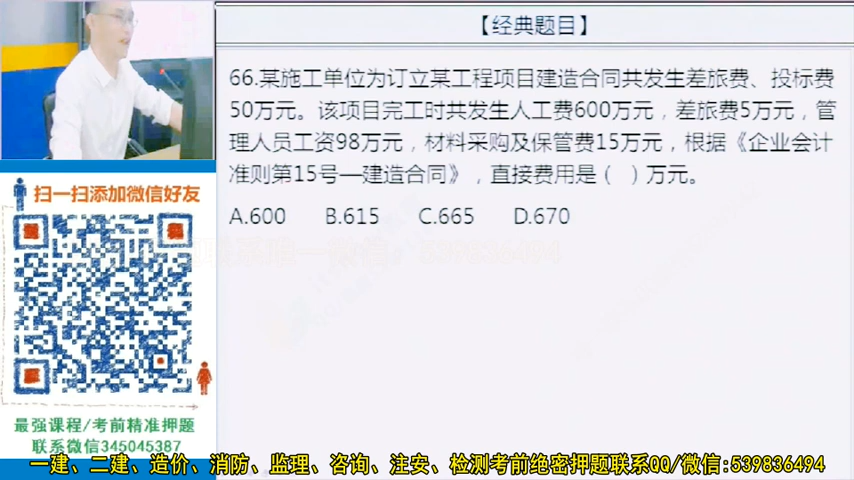 【经典题目】
66.某施工单位为订立某工程项目建造合同共发生差旅费、投标费
50万元。该项目完工时共发生人工费600万元，差旅费5万元，管
理人员工资98万元，材料采购及保管费15万元，根据《企业会计
准则第15号—建造合同》，直接费用是（ ）万元。
A.600 B.615 C.665 D.670
扫一扫添加微信好友
最强课程/考前精准押题
联系微信345045387
一建、二建、造价、消防、监理、咨询、注安、检测考前绝密押题联系QQ/微信:539836494